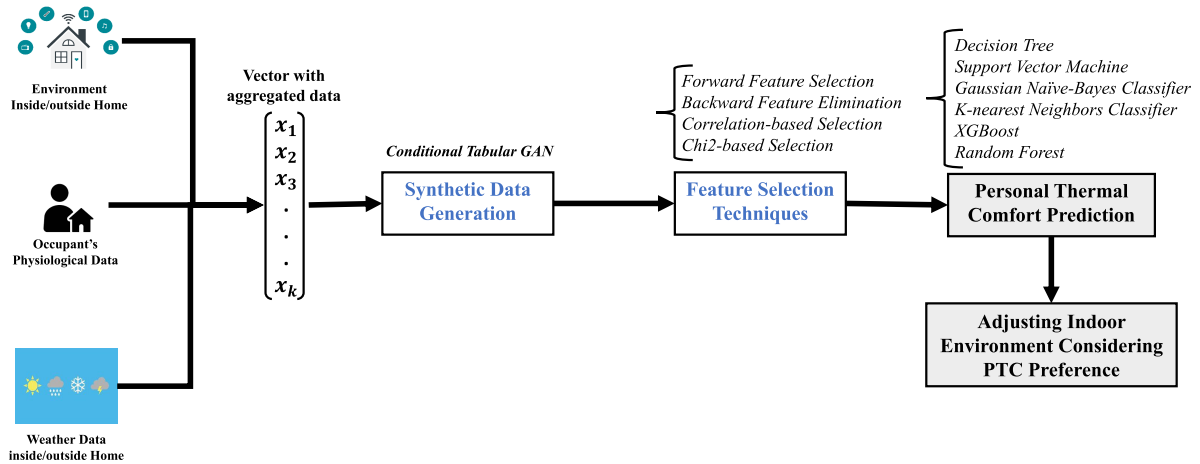 Environment
Inside/outside Home
Occupant's
Physiological Data
Weather Data
inside/outside Home
Vector with
aggregated data
x1
x2
x3
.
.
.
xk
Conditional Tabular GAN
Synthetic Data
Generation
Forward Feature Selection
Backward Feature Elimination
Correlation-based Selection
Chi2-based Selection
Feature Selection
Techniques
Decision Tree
Support Vector Machine
Gaussian Naïve-Bayes Classifier
K-nearest Neighbors Classifier
XGBoost
Random Forest
Personal Thermal
Comfort Prediction
Adjusting Indoor
Environment Considering
PTC Preference